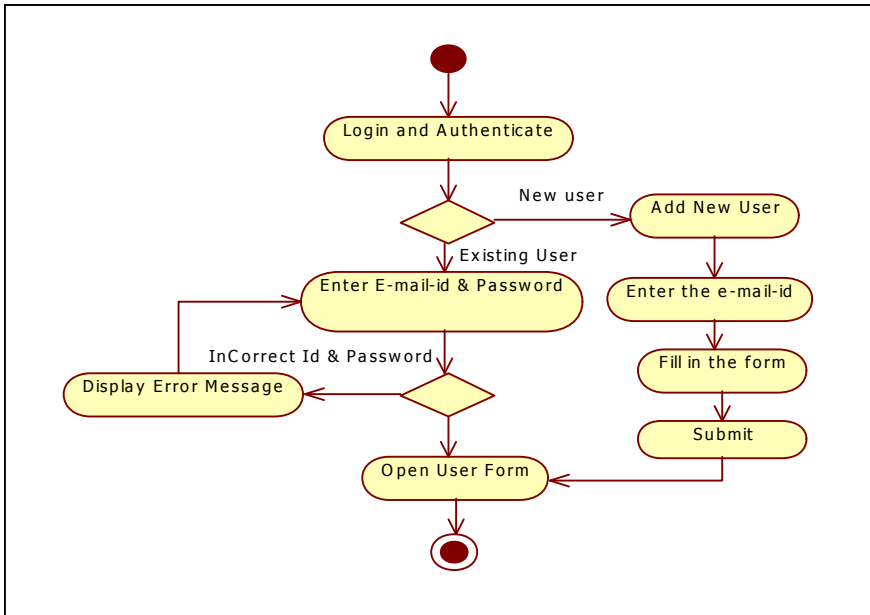 Login and Authenticate
New user
Add New User
Existing User
Enter E-mail-id & Password
Enter the e-mail-id
InCorrect Id & Password
Fill in the form
Display Error Message
Submit
Open User Form